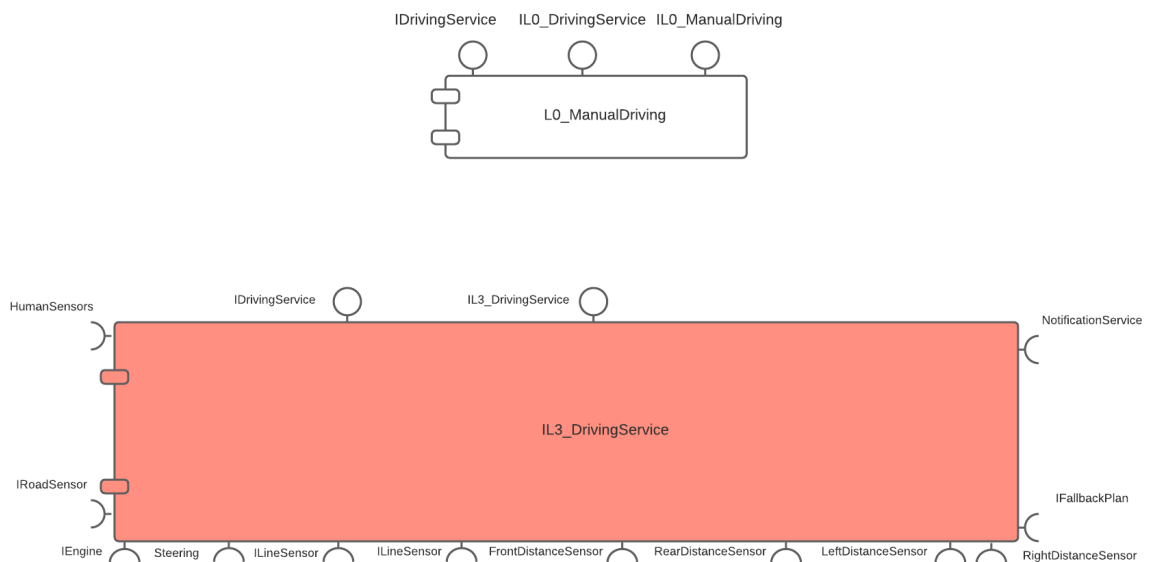 IDrivingService IL0_DrivingService IL0_ManualDriving
L0_ManualDriving
HumanSensors IDrivingService IL3_DrivingService NotificationService
IL3_DrivingService
IRoadSensor IFallbackPlan
IEngine Steering ILineSensor ILineSensor FrontDistanceSensor RearDistanceSensor LeftDistanceSensor RightDistanceSensor